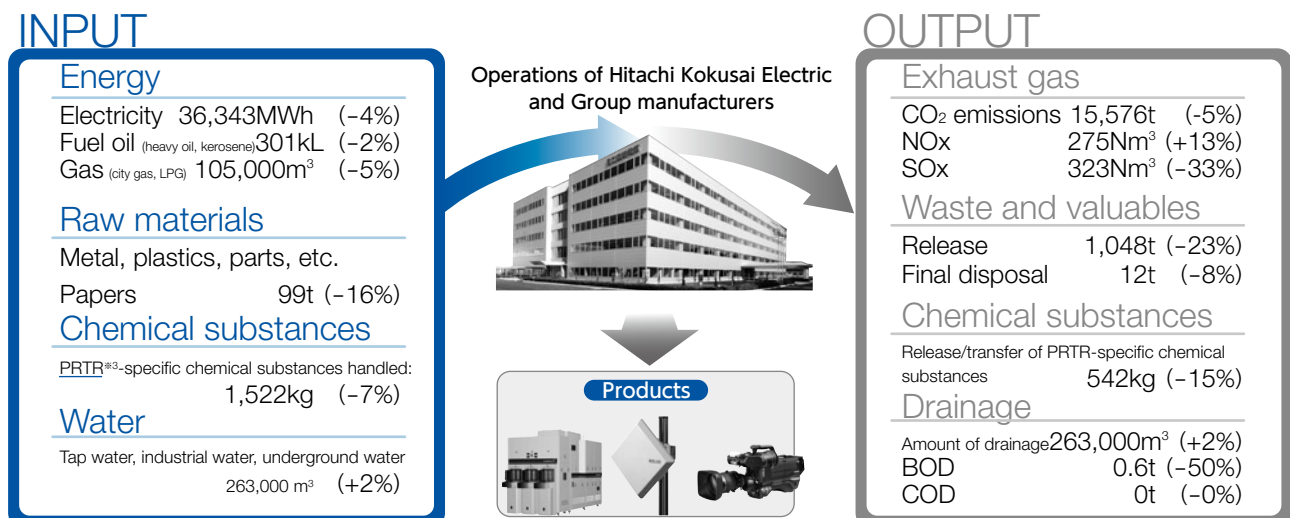 INPUT
Energy
Electricity 36,343MWh (-4%)
Fuel oil (heavy oil, kerosene)301kL (-2%)
Gas (city gas, LPG) 105,000m³ (-5%)
Raw materials
Metal, plastics, parts, etc.
Papers 99t (-16%)
Chemical substances
PRTR※3-specific chemical substances handled:
1,522kg (-7%)
Water
Tap water, industrial water, underground water
263,000 m³ (+2%)
Operations of Hitachi Kokusai Electric
and Group manufacturers
Products
OUTPUT
Exhaust gas
CO₂ emissions 15,576t (-5%)
NOx 275Nm³ (+13%)
SOx 323Nm³ (-33%)
Waste and valuables
Release 1,048t (-23%)
Final disposal 12t (-8%)
Chemical substances
Release/transfer of PRTR-specific chemical
substances 542kg (-15%)
Drainage
Amount of drainage263,000m³ (+2%)
BOD 0.6t (-50%)
COD 0t (-0%)